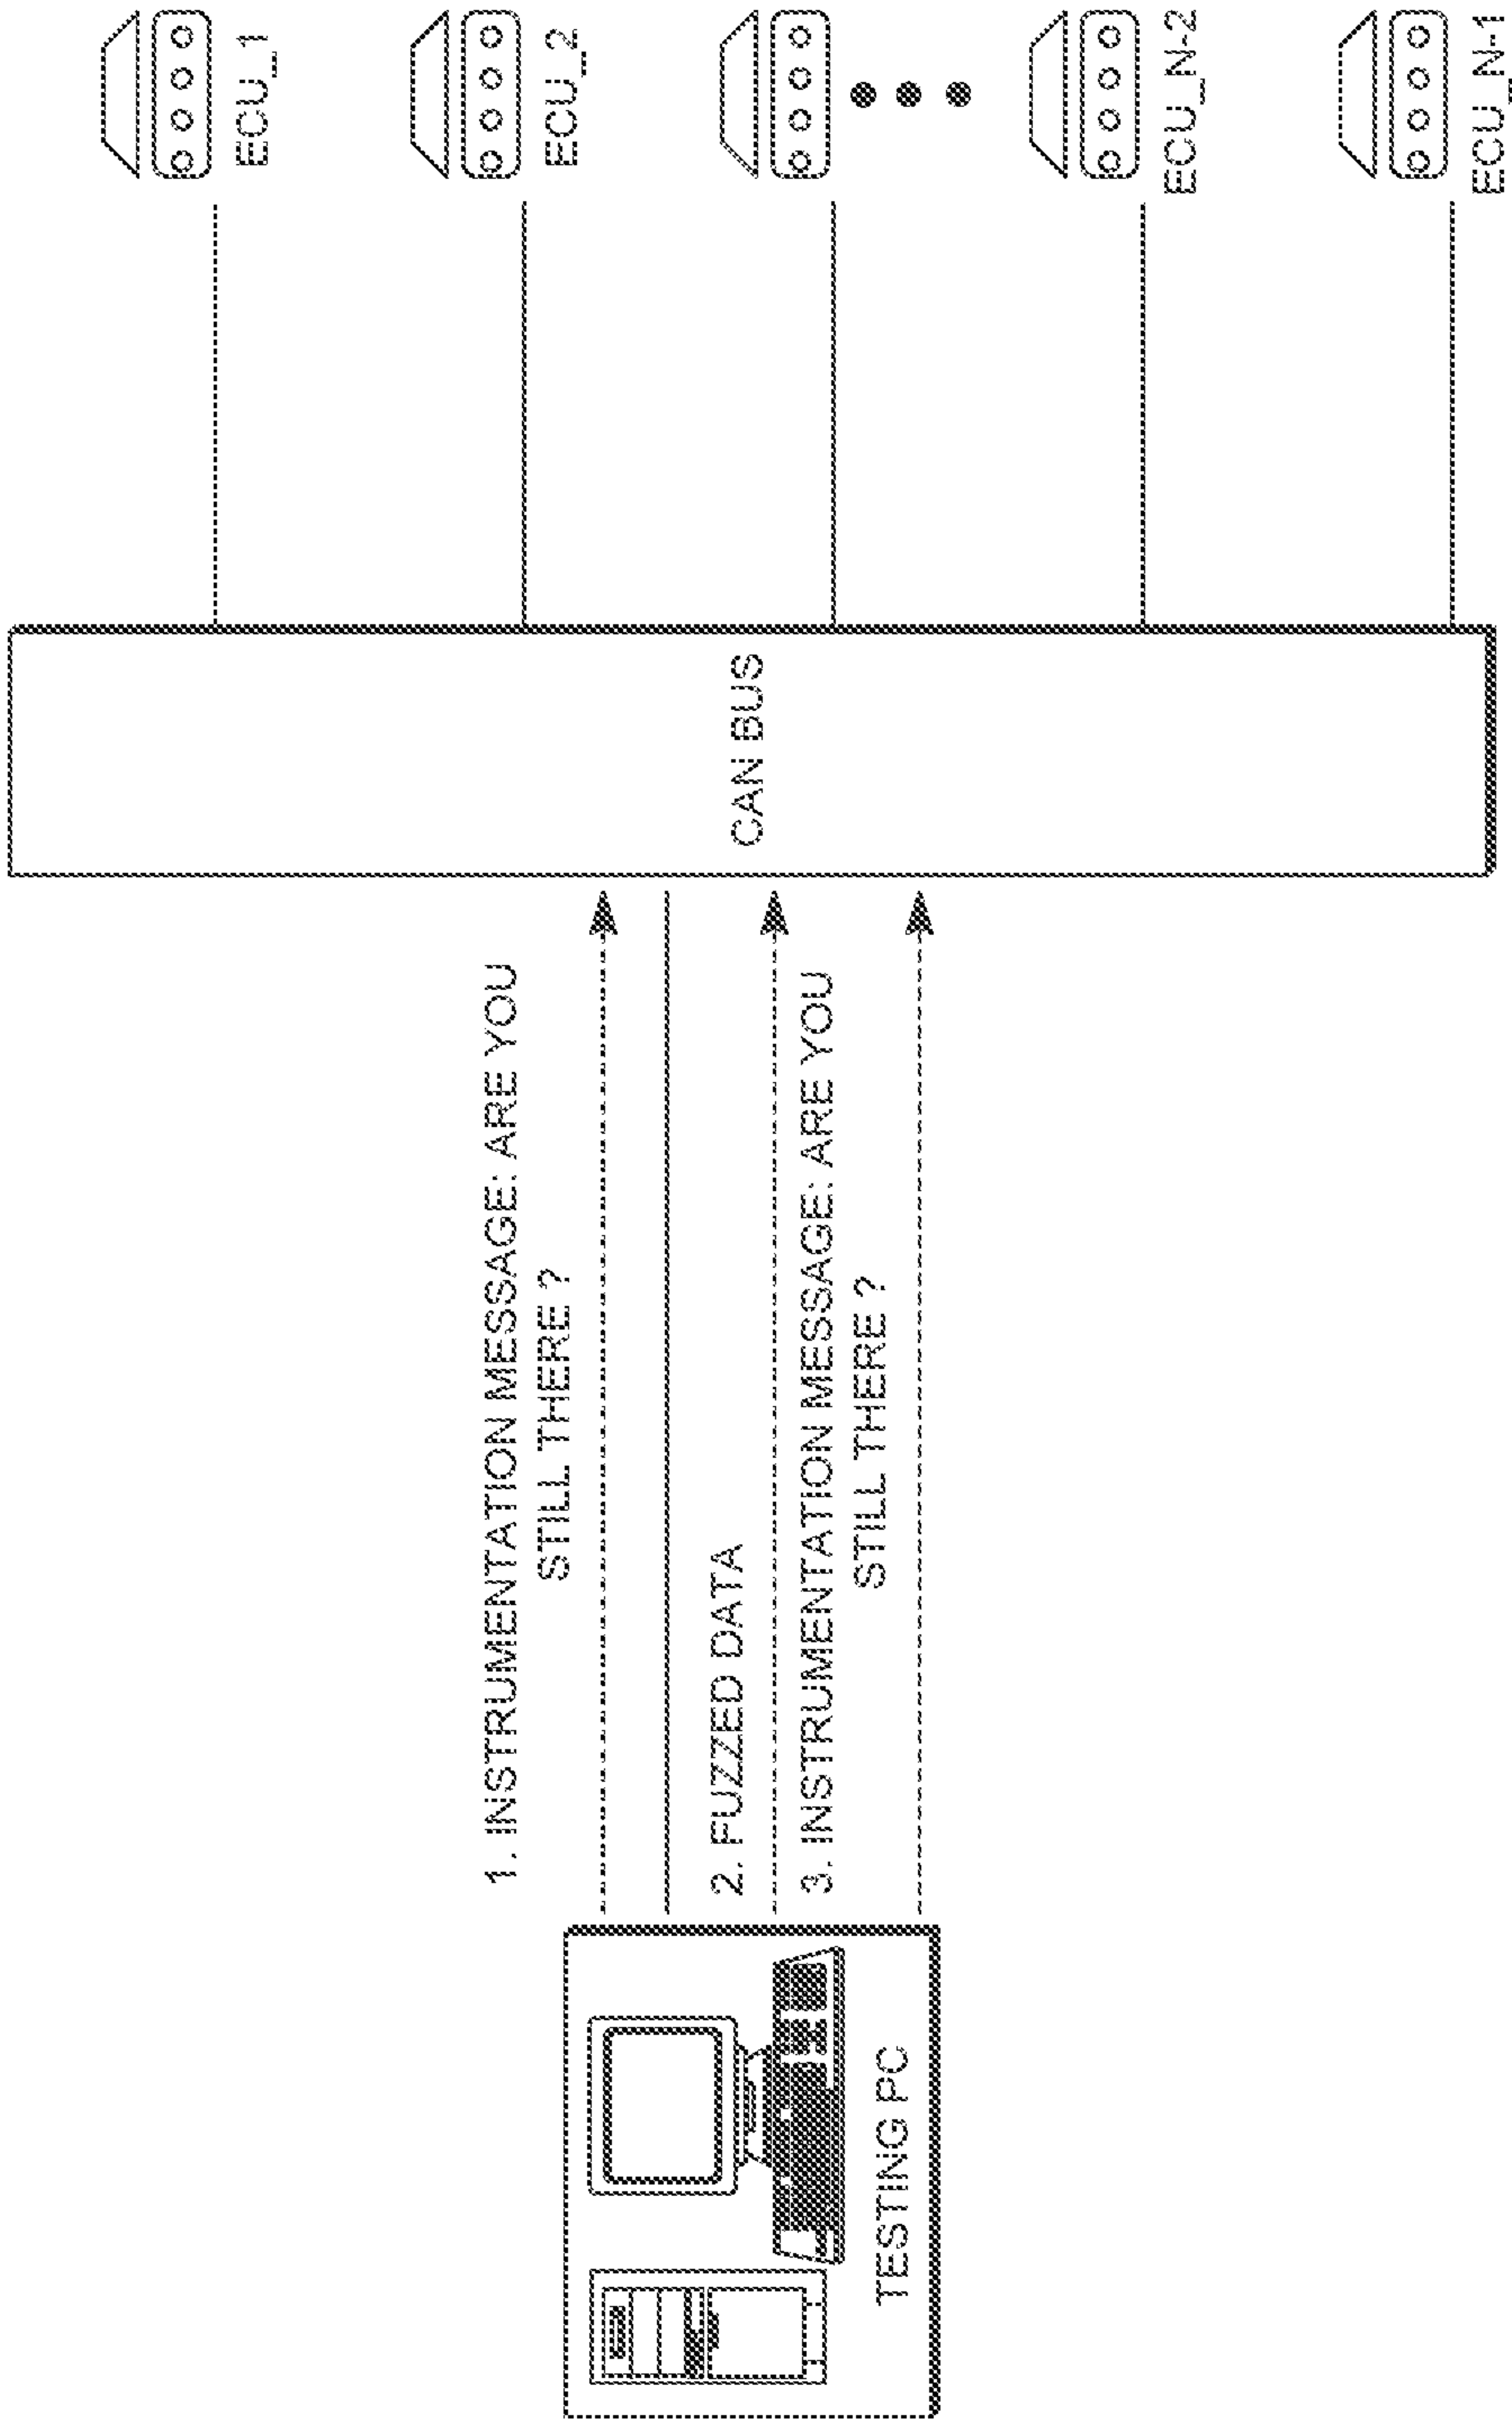 1. INSTRUMENTATION MESSAGE: ARE YOU
STILL THERE ?
2. FUZZED DATA
3. INSTRUMENTATION MESSAGE: ARE YOU
STILL THERE ?
TESTING PC
CAN BUS
ECU_1
ECU_2
ECU_N-2
ECU_N-1